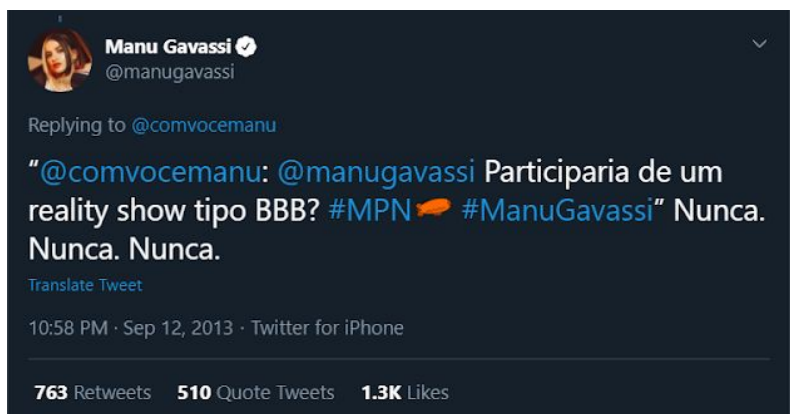 Manu Gavassi
@manugavassi
Replying to @comvocemanu
“@comvocemanu: @manugavassi Participaria de um
reality show tipo BBB? #MPN #ManuGavassi” Nunca.
Nunca. Nunca.
Translate Tweet
10:58 PM · Sep 12, 2013 · Twitter for iPhone
763 Retweets 510 Quote Tweets 1.3K Likes